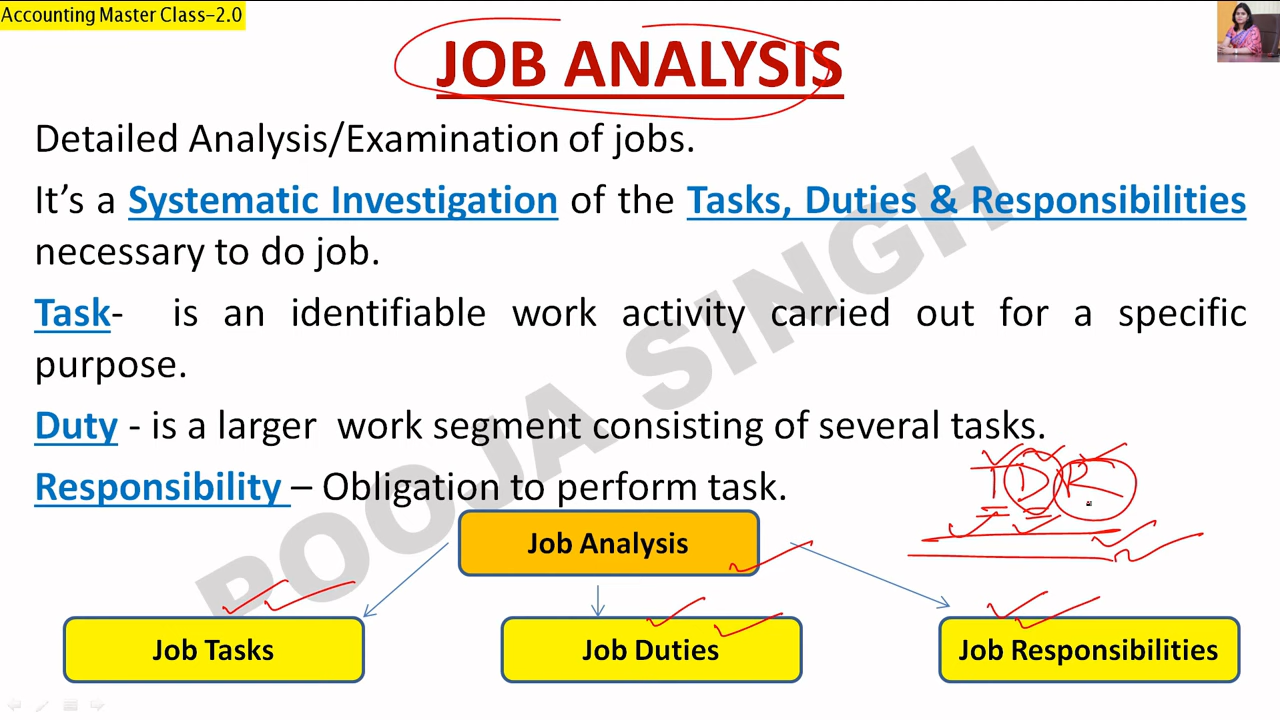 Accounting Master Class-2.0
JOB ANALYSIS
Detailed Analysis/Examination of jobs.
It's a Systematic Investigation of the Tasks, Duties & Responsibilities
necessary to do job.
Task- is an identifiable work activity carried out for a specific
purpose.
Duty - is a larger work segment consisting of several tasks.
T D R
Responsibility – Obligation to perform task.
POOJA SINGH
Job Analysis
Job Tasks
Job Duties
Job Responsibilities